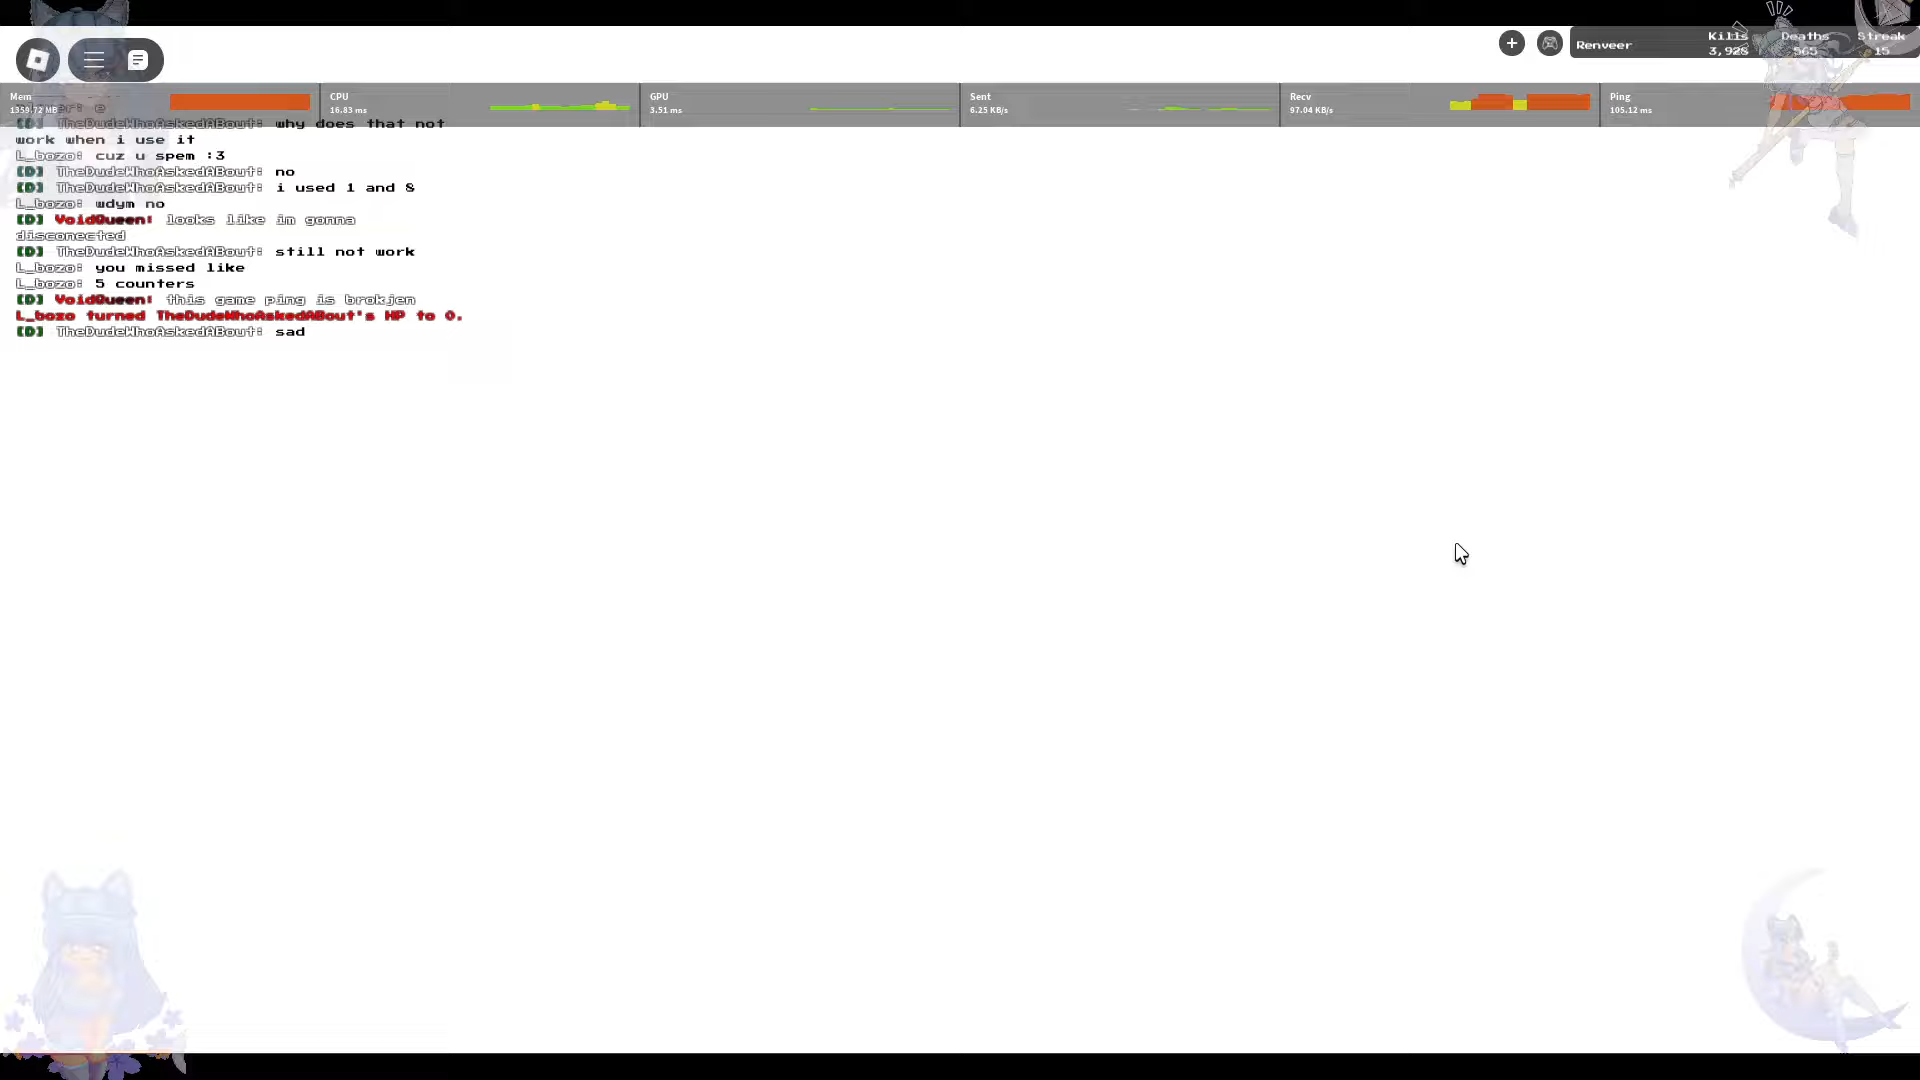 Renveer
Kills
3,928
Deaths
565
Streak
15
Mem
1359.72 MB
CPU
16.83 ms
GPU
3.51 ms
Sent
6.25 KB/s
Recv
97.04 KB/s
Ping
105.12 ms
er: e
[D] TheDudeWhoAskedABout: why does that not
work when i use it
L_bozo: cuz u spem :3
[D] TheDudeWhoAskedABout: no
[D] TheDudeWhoAskedABout: i used 1 and 8
L_bozo: wdym no
[D] VoidQueen: looks like im gonna
disconected
[D] TheDudeWhoAskedABout: still not work
L_bozo: you missed like
L_bozo: 5 counters
[D] VoidQueen: this game ping is brokjen
L_bozo turned TheDudeWhoAskedABout's HP to 0.
[D] TheDudeWhoAskedABout: sad